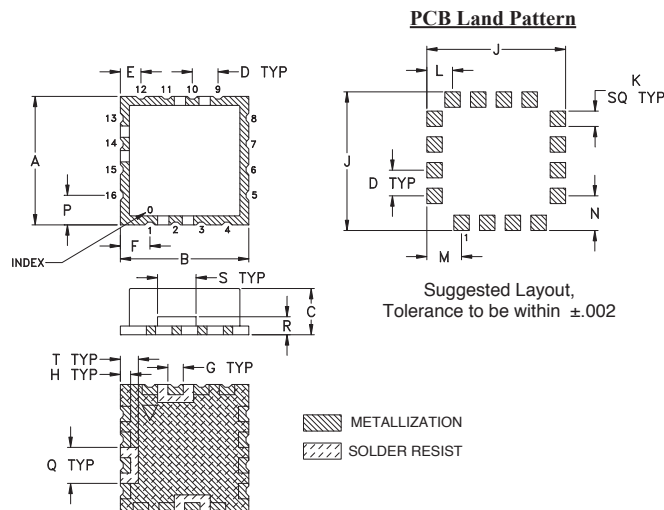 PCB Land Pattern
E
D TYP
12 11 10 9
A
13
14
15
16
8
7
6
5
P
0
1 2 3 4
F
INDEX
B
J
L
K
SQ TYP
J
D TYP
N
M
1
Suggested Layout,
Tolerance to be within ±.002
S TYP
C
R
T TYP
H TYP
G TYP
Q TYP
METALLIZATION
SOLDER RESIST